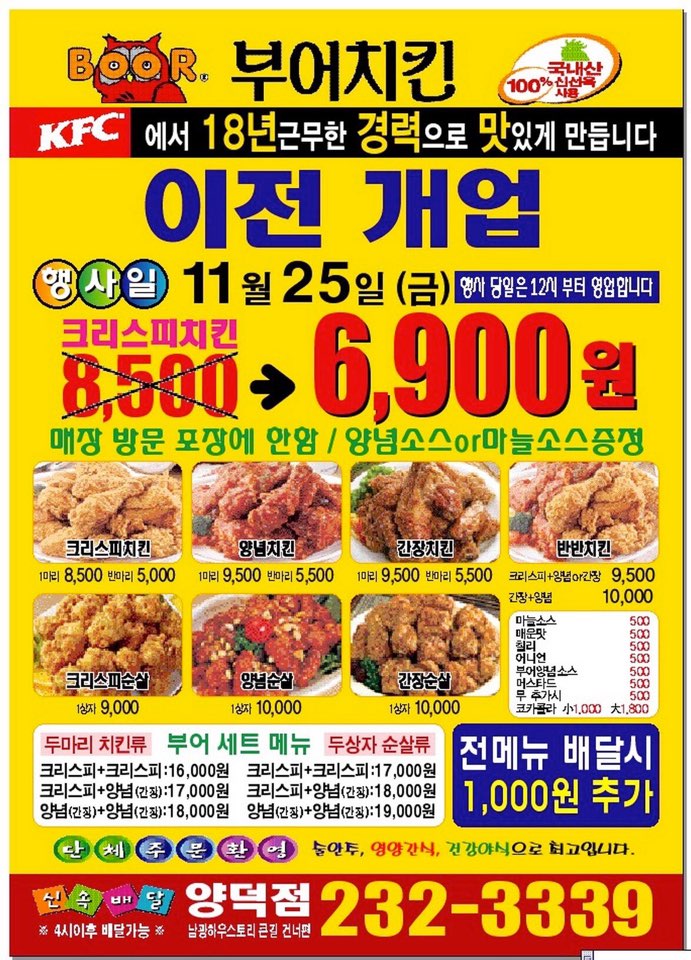 BOOR® 부어치킨
국내산
100% 신선육
사용
KFC 에서 18년근무한 경력으로 맛있게 만듭니다
이전 개업
행사일 11월 25일 (금) 행사 당일은 12시 부터 영업합니다
크리스피치킨
8,500 → 6,900원
매장 방문 포장에 한함 / 양념소스or마늘소스증정
크리스피치킨 양념치킨 간장치킨 반반치킨
1마리 8,500 반마리 5,000 1마리 9,500 반마리 5,500 1마리 9,500 반마리 5,500 크리스피+양념or간장 9,500
간장+양념 10,000
크리스피순살 양념순살 간장순살
1상자 9,000 1상자 10,000 1상자 10,000
마늘소스 500
매운맛 500
칠리 500
어니언 500
부어양념소스 500
머스타드 500
무 추가시 500
코카콜라 小1,000 大1,800
두마리 치킨류 부어 세트 메뉴 두상자 순살류
크리스피+크리스피:16,000원 크리스피+크리스피:17,000원
크리스피+양념(간장):17,000원 크리스피+양념(간장):18,000원
양념(간장)+양념(간장):18,000원 양념(간장)+양념(간장):19,000원
전메뉴 배달시
1,000원 추가
단체주문환영 술안주, 영양간식, 건강야식으로 최고입니다.
신속배달 양덕점 232-3339
※ 4시이후 배달가능 ※ 남광하우스토리 큰길 건너편